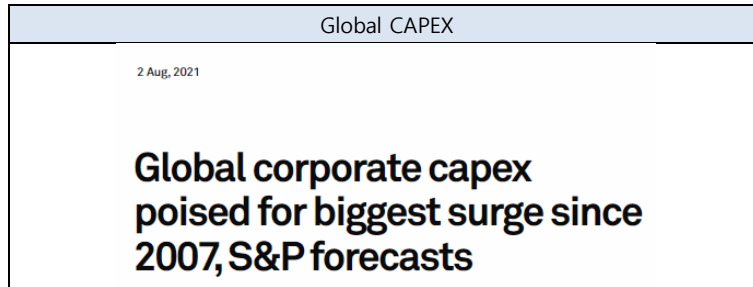 Global CAPEX
2 Aug, 2021
Global corporate capex
poised for biggest surge since
2007, S&P forecasts